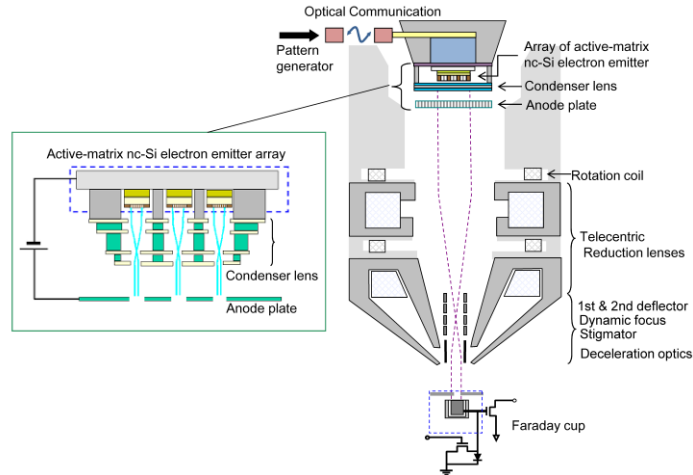 Optical Communication
Pattern
generator
Array of active-matrix
nc-Si electron emitter
Condenser lens
Anode plate
Active-matrix nc-Si electron emitter array
Condenser lens
Anode plate
Rotation coil
Telecentric
Reduction lenses
1st & 2nd deflector
Dynamic focus
Stigmator
Deceleration optics
Faraday cup